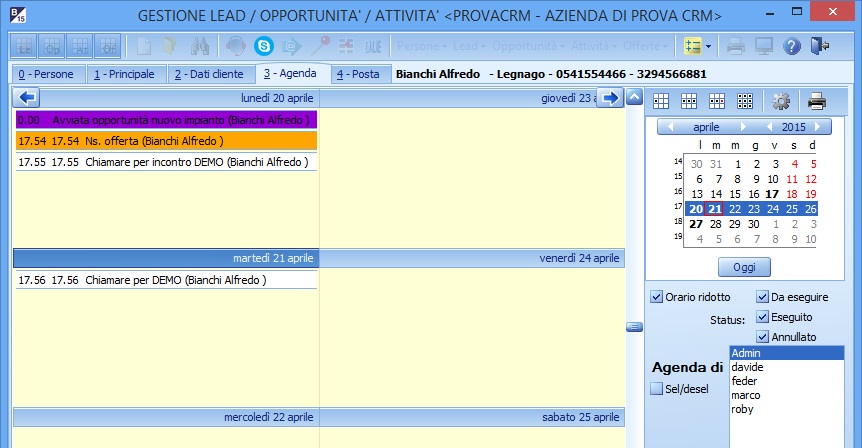 B 15 GESTIONE LEAD / OPPORTUNITA' / ATTIVITA' <PROVACRM - AZIENDA DI PROVA CRM>
Le Op At Of Persone Lead Opportunità Attività Offerte
0 - Persone 1 - Principale 2 - Dati cliente 3 - Agenda 4 - Posta Bianchi Alfredo - Legnago - 0541554466 - 3294566881
lunedì 20 aprile
0.00 Avviata opportunità nuovo impianto (Bianchi Alfredo )
17.54 17.54 Ns. offerta (Bianchi Alfredo )
17.55 17.55 Chiamare per incontro DEMO (Bianchi Alfredo )
martedì 21 aprile
17.56 17.56 Chiamare per DEMO (Bianchi Alfredo )
mercoledì 22 aprile
giovedì 23 a
venerdì 24 aprile
sabato 25 aprile
aprile 2015
l m m g v s d
14 30 31 1 2 3 4 5
15 6 7 8 9 10 11 12
16 13 14 15 16 17 18 19
17 20 21 22 23 24 25 26
18 27 28 29 30 1 2 3
19 4 5 6 7 8 9 10
Oggi
Orario ridotto
Da eseguire
Status:
Eseguito
Annullato
Agenda di
Sel/desel
Admin
davide
feder
marco
roby